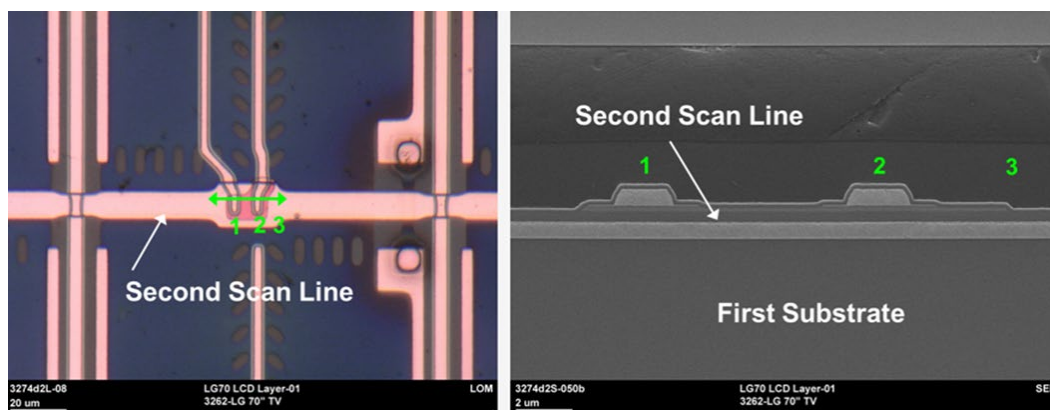 1
2
3
Second Scan Line
3274d2L-08
LG70 LCD Layer-01
LOM
20 um
3262-LG 70" TV
Second Scan Line
1
2
3
First Substrate
3274d2S-050b
LG70 LCD Layer-01
2 um
3262-LG 70" TV